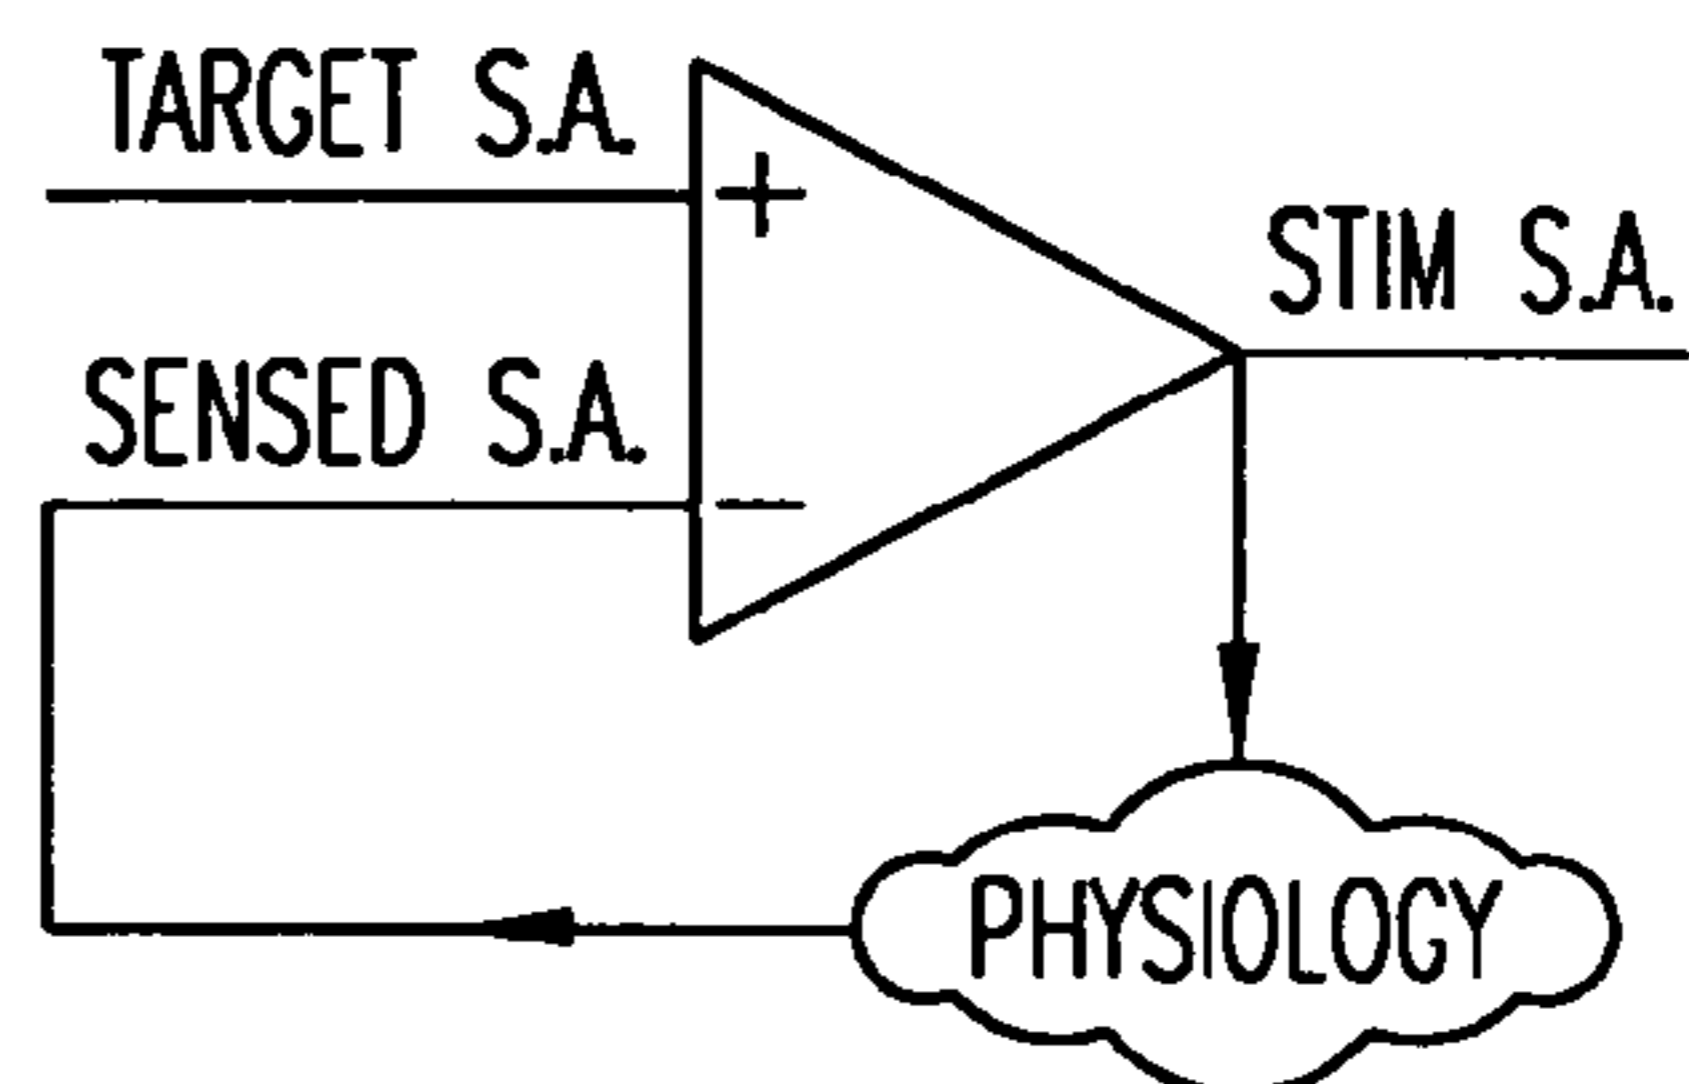 TARGET S.A.
+
STIM S.A.
SENSED S.A.
−
PHYSIOLOGY